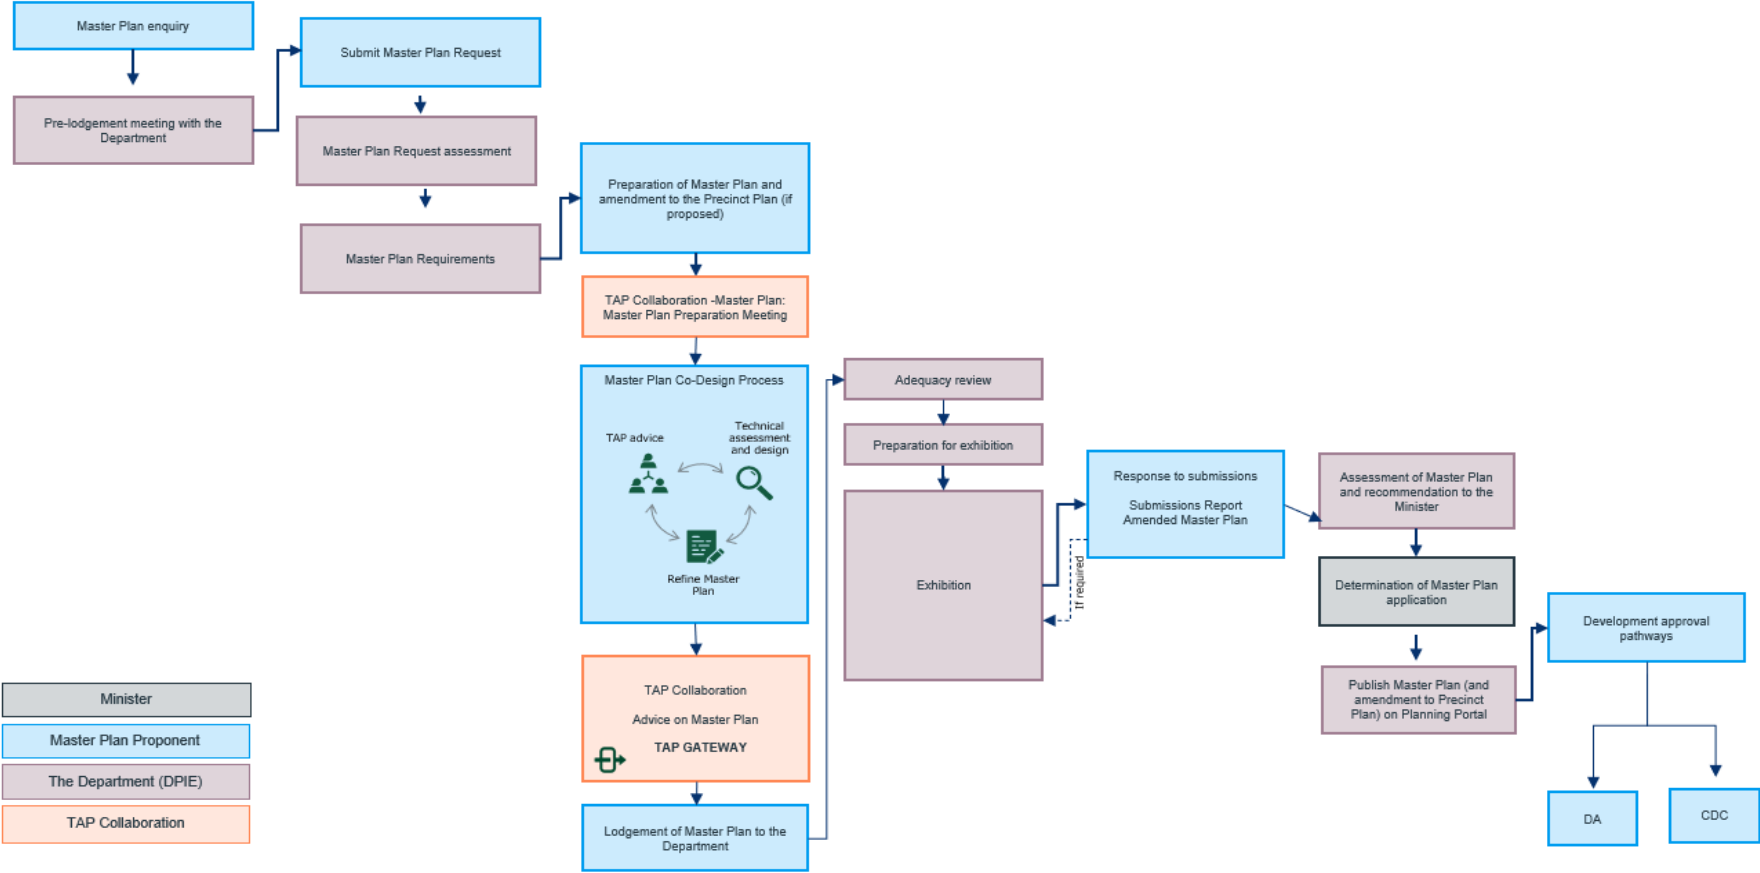 Master Plan enquiry
Pre-lodgement meeting with the
Department
Submit Master Plan Request
Master Plan Request assessment
Master Plan Requirements
Preparation of Master Plan and
amendment to the Precinct Plan (if
proposed)
TAP Collaboration -Master Plan:
Master Plan Preparation Meeting
Master Plan Co-Design Process
TAP advice
Technical
assessment
and design
Refine Master
Plan
TAP Collaboration
Advice on Master Plan
TAP GATEWAY
Lodgement of Master Plan to the
Department
Adequacy review
Preparation for exhibition
Exhibition
If required
Response to submissions
Submissions Report
Amended Master Plan
Assessment of Master Plan
and recommendation to the
Minister
Determination of Master Plan
application
Publish Master Plan (and
amendment to Precinct
Plan) on Planning Portal
Development approval
pathways
DA
CDC
Minister
Master Plan Proponent
The Department (DPIE)
TAP Collaboration